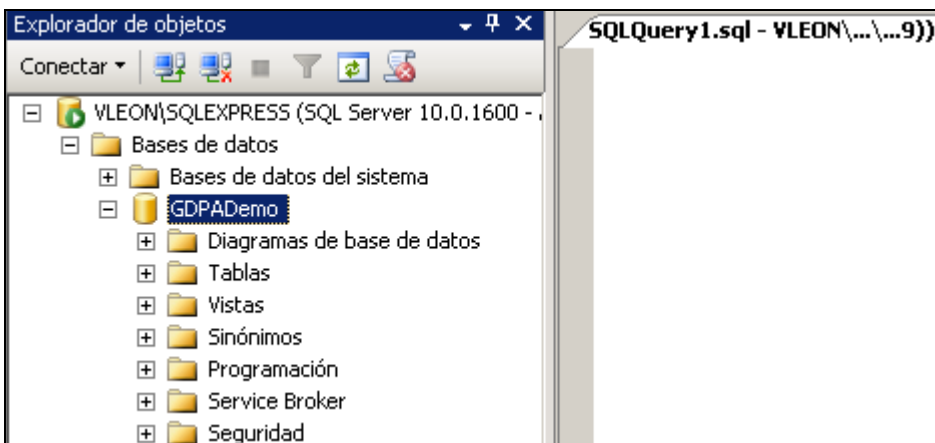 Explorador de objetos
SQLQuery1.sql - VLEON\...\...9))
Conectar
VLEON\SQLEXPRESS (SQL Server 10.0.1600 -
Bases de datos
Bases de datos del sistema
GDPADemo
Diagramas de base de datos
Tablas
Vistas
Sinónimos
Programación
Service Broker
Seguridad